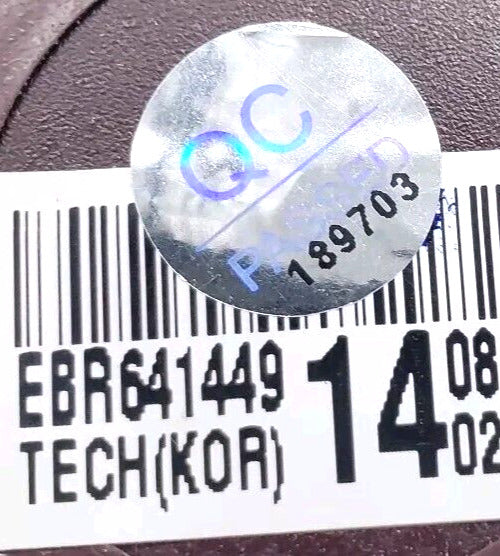 QC
PASSED
189703
EBR641449
14
08
TECH(KOR)
02